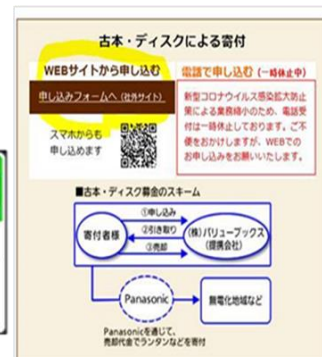 古本・ディスクによる寄付
WEBサイトから申し込む
申し込みフォームへ (社外サイト)
スマホからも
申し込めます
電話で申し込む (一時休止中)
新型コロナウイルス感染拡大防止
策による業務縮小のため、電話受
付は一時休止しております。ご不
便をおかけしますが、WEBでの
お申し込みをお願いいたします。
■古本・ディスク募金のスキーム
寄付者様
①申し込み
②引き取り
③売却
(株)バリューブックス
(提携会社)
Panasonic
無電化地域など
Panasonicを通じて、
売却代金でランタンなどを寄付